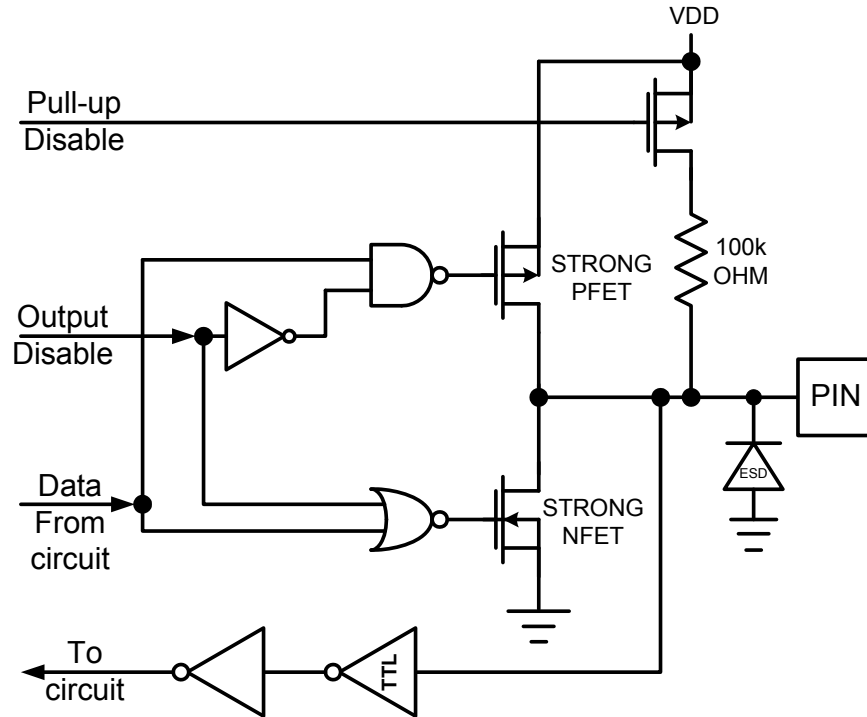 VDD
Pull-up
Disable
100k
OHM
STRONG
PFET
Output
Disable
PIN
ESD
Data
From
circuit
STRONG
NFET
To
circuit
TTL